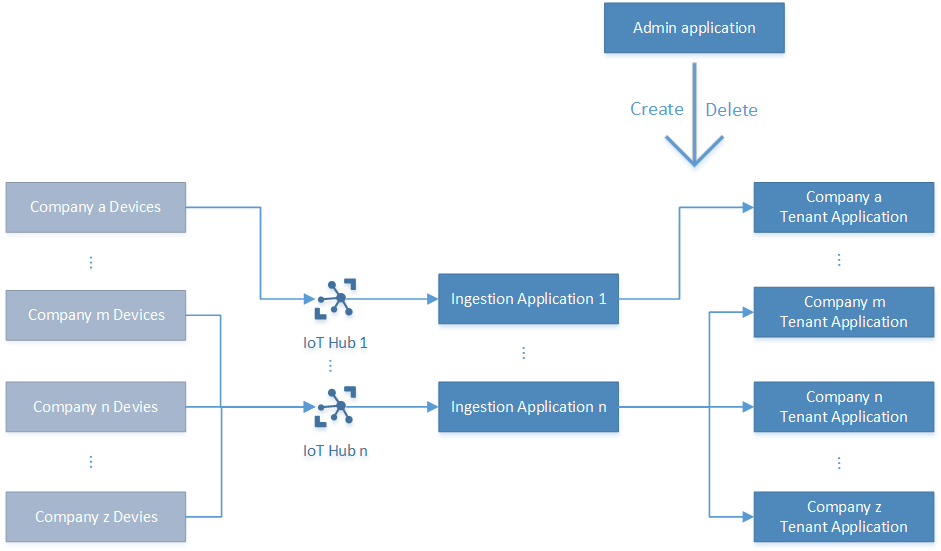 Admin application
Create
Delete
Company a Devices
Company a
Tenant Application
Company m Devices
IoT Hub 1
Ingestion Application 1
Company m
Tenant Application
Company n Devies
IoT Hub n
Ingestion Application n
Company n
Tenant Application
Company z Devies
Company z
Tenant Application